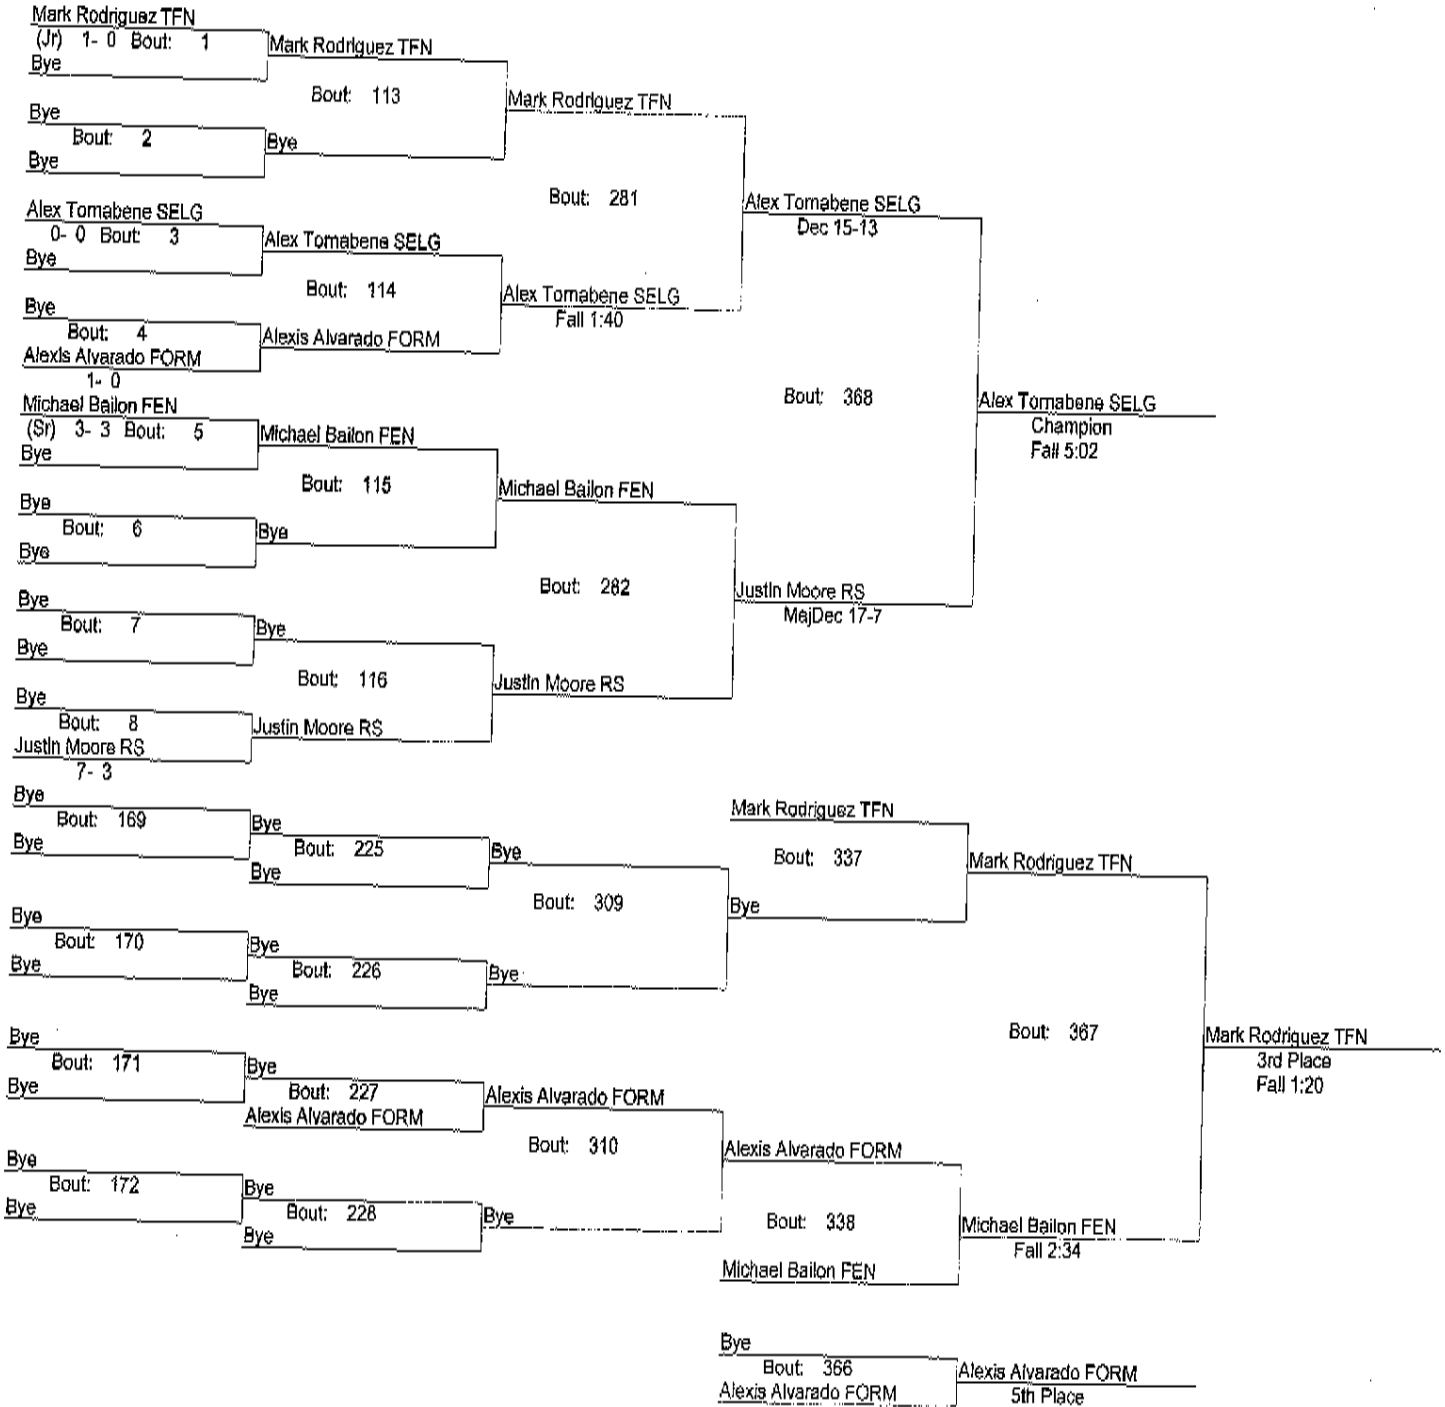 Mark Rodriguez TFN
(Jr) 1- 0 Bout: 1
Bye
Mark Rodriguez TFN
Bout: 113
Bye
Bout: 2
Bye
Bye
Mark Rodriguez TFN
Bout: 281
Alex Tornabene SELG
0- 0 Bout: 3
Bye
Alex Tornabene SELG
Bout: 114
Bye
Bout: 4
Alexis Alvarado FORM
1- 0
Alexis Alvarado FORM
Alex Tornabene SELG
Fall 1:40
Alex Tornabene SELG
Dec 15-13
Bout: 368
Alex Tornabene SELG
Champion
Fall 5:02
Michael Bailon FEN
(Sr) 3- 3 Bout: 5
Bye
Michael Bailon FEN
Bout: 115
Bye
Bout: 6
Bye
Bye
Michael Bailon FEN
Bout: 282
Bye
Bout: 7
Bye
Bye
Bout: 116
Bye
Bout: 8
Justin Moore RS
7- 3
Justin Moore RS
Justin Moore RS
Justin Moore RS
MajDec 17-7
Bye
Bout: 169
Bye
Bye
Bout: 225
Bye
Bye
Bout: 309
Bye
Bout: 170
Bye
Bye
Bout: 226
Bye
Bye
Mark Rodriguez TFN
Bout: 337
Bye
Mark Rodriguez TFN
Bout: 367
Mark Rodriguez TFN
3rd Place
Fall 1:20
Bye
Bout: 171
Bye
Bye
Bout: 227
Alexis Alvarado FORM
Alexis Alvarado FORM
Bout: 310
Bye
Bout: 172
Bye
Bye
Bout: 228
Bye
Bye
Alexis Alvarado FORM
Bout: 338
Michael Bailon FEN
Michael Bailon FEN
Fall 2:34
Bye
Bout: 366
Alexis Alvarado FORM
Alexis Alvarado FORM
5th Place